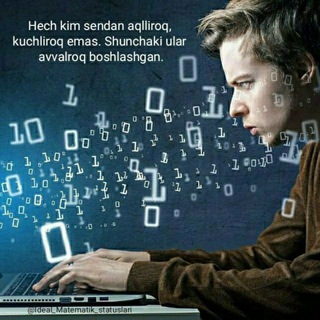 Hech kim sendan aqlliroq,
kuchliroq emas. Shunchaki ular
avvalroq boshlashgan.
@Ideal_Matematik_statuslari